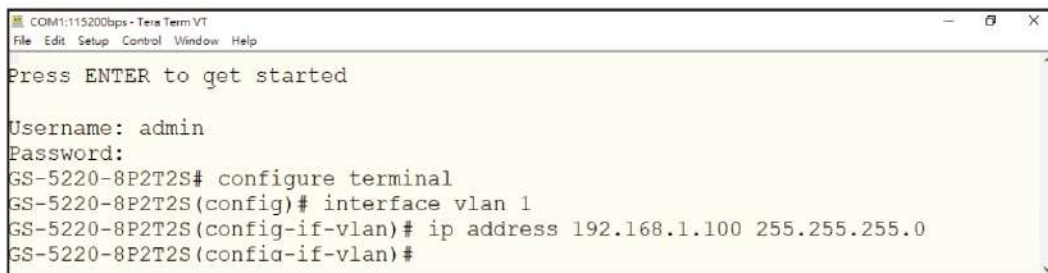 COM1:115200bps - Tera Term VT
File Edit Setup Control Window Help
Press ENTER to get started
Username: admin
Password:
GS-5220-8P2T2S# configure terminal
GS-5220-8P2T2S(config)# interface vlan 1
GS-5220-8P2T2S(config-if-vlan)# ip address 192.168.1.100 255.255.255.0
GS-5220-8P2T2S(config-if-vlan)#